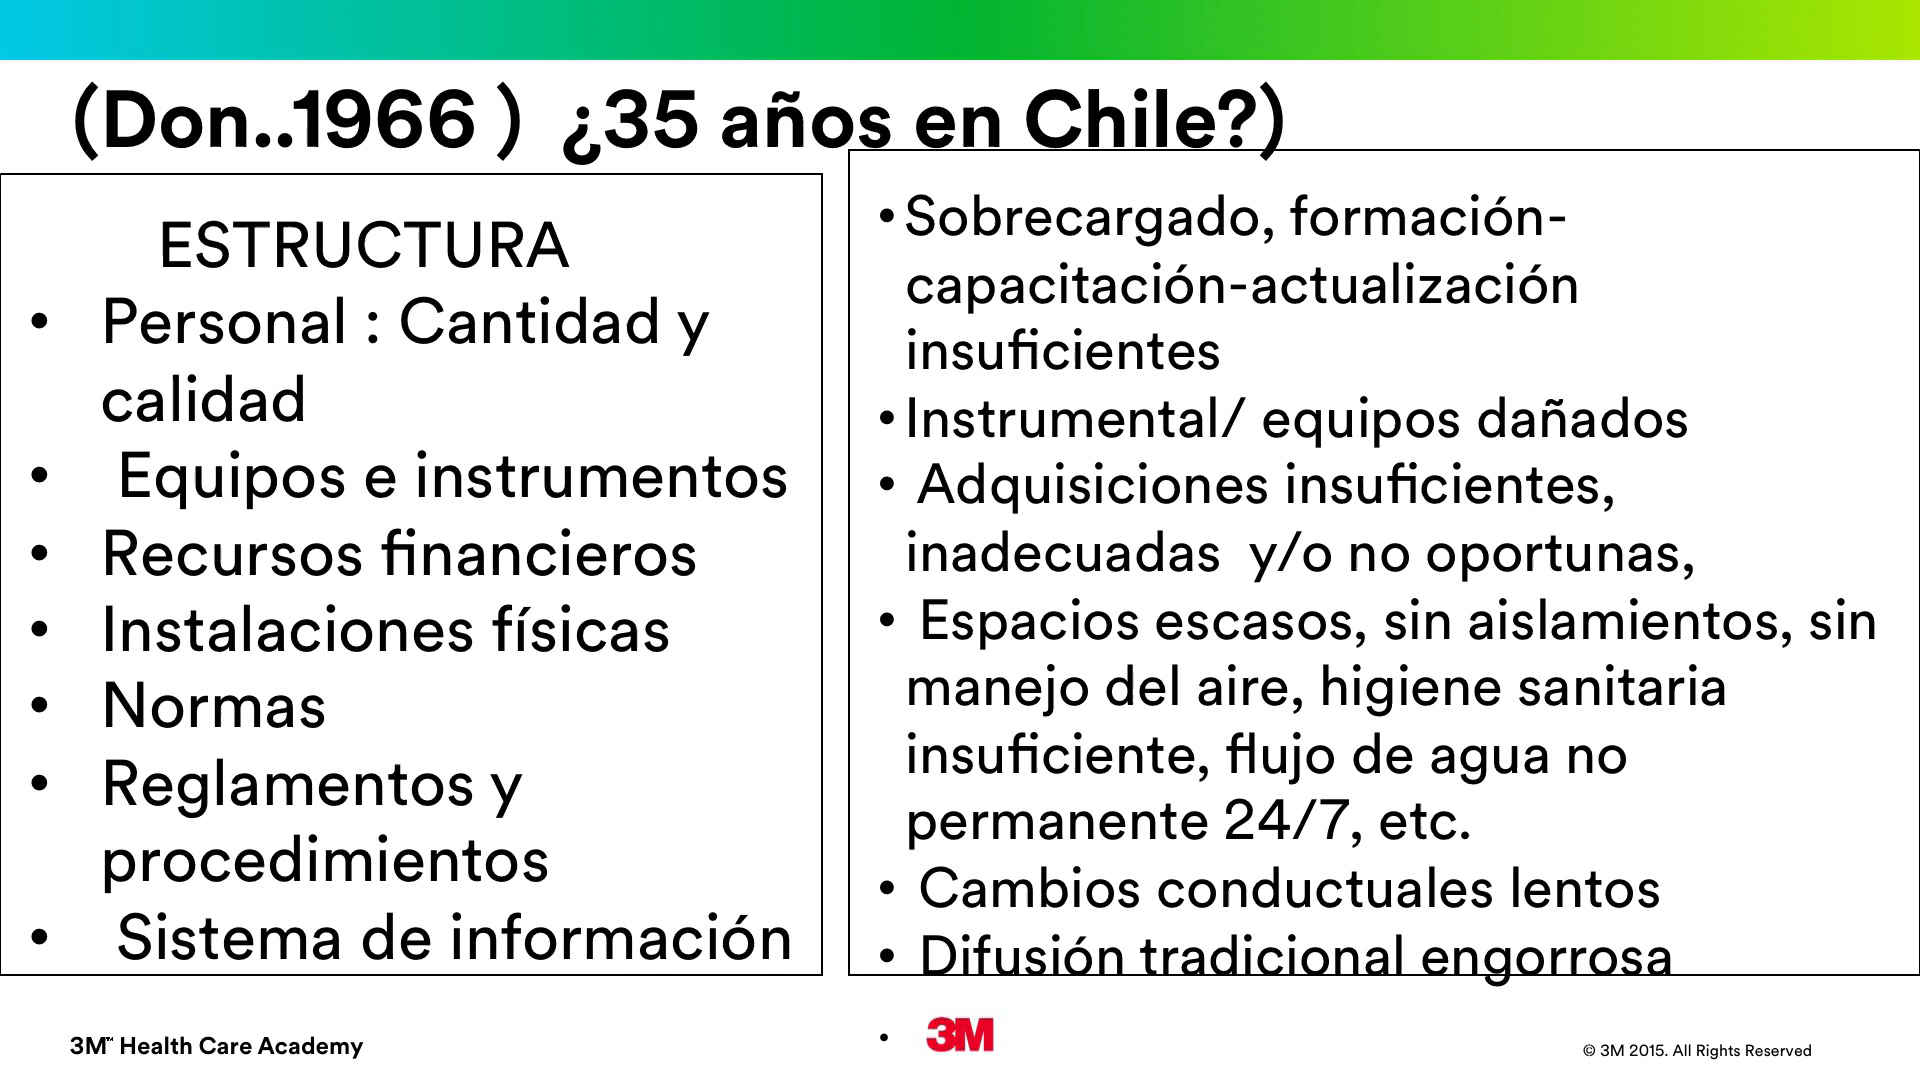 (Don..1966 ) ¿35 años en Chile?)
ESTRUCTURA
• Personal : Cantidad y
calidad
• Equipos e instrumentos
• Recursos financieros
• Instalaciones físicas
• Normas
• Reglamentos y
procedimientos
• Sistema de información
• Sobrecargado, formación-
capacitación-actualización
insuficientes
• Instrumental/ equipos dañados
• Adquisiciones insuficientes,
inadecuadas y/o no oportunas,
• Espacios escasos, sin aislamientos, sin
manejo del aire, higiene sanitaria
insuficiente, flujo de agua no
permanente 24/7, etc.
• Cambios conductuales lentos
• Difusión tradicional engorrosa
•
3M
3M™ Health Care Academy
© 3M 2015. All Rights Reserved